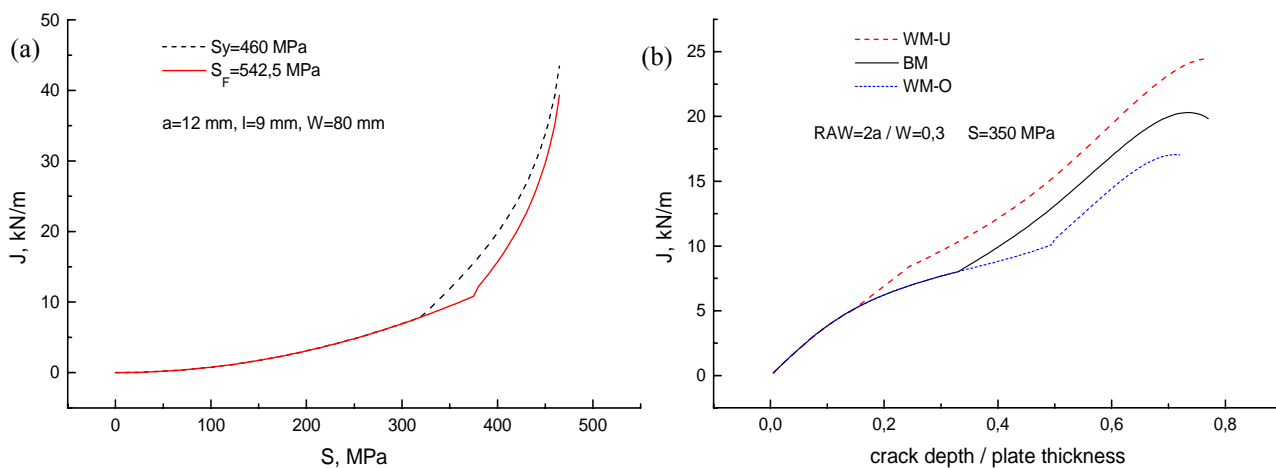 (a)
50
40
30
20
10
0
J, kN/m
Sy=460 MPa
S_F=542,5 MPa
a=12 mm, l=9 mm, W=80 mm
0 100 200 300 400 500
S, MPa
(b)
25
20
15
10
5
0
J, kN/m
WM-U
BM
WM-O
RAW=2a / W=0,3 S=350 MPa
0,0 0,2 0,4 0,6 0,8
crack depth / plate thickness